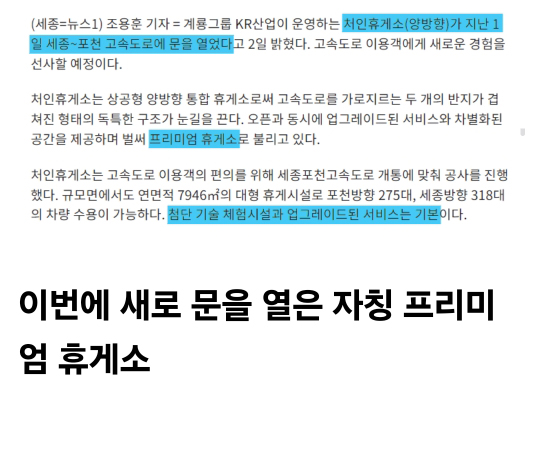 (세종=뉴스1) 조용훈 기자 = 계룡그룹 KR산업이 운영하는 처인휴게소(양방향)가 지난 1
일 세종~포천 고속도로에 문을 열었다고 2일 밝혔다. 고속도로 이용객에게 새로운 경험을
선사할 예정이다.
처인휴게소는 상공형 양방향 통합 휴게소로써 고속도로를 가로지르는 두 개의 반지가 겹
쳐진 형태의 독특한 구조가 눈길을 끈다. 오픈과 동시에 업그레이드된 서비스와 차별화된
공간을 제공하며 벌써 프리미엄 휴게소로 불리고 있다.
처인휴게소는 고속도로 이용객의 편의를 위해 세종포천고속도로 개통에 맞춰 공사를 진행
했다. 규모면에서도 연면적 7946㎡의 대형 휴게시설로 포천방향 275대, 세종방향 318대
의 차량 수용이 가능하다. 첨단 기술 체험시설과 업그레이드된 서비스는 기본이다.
이번에 새로 문을 열은 자칭 프리미
엄 휴게소